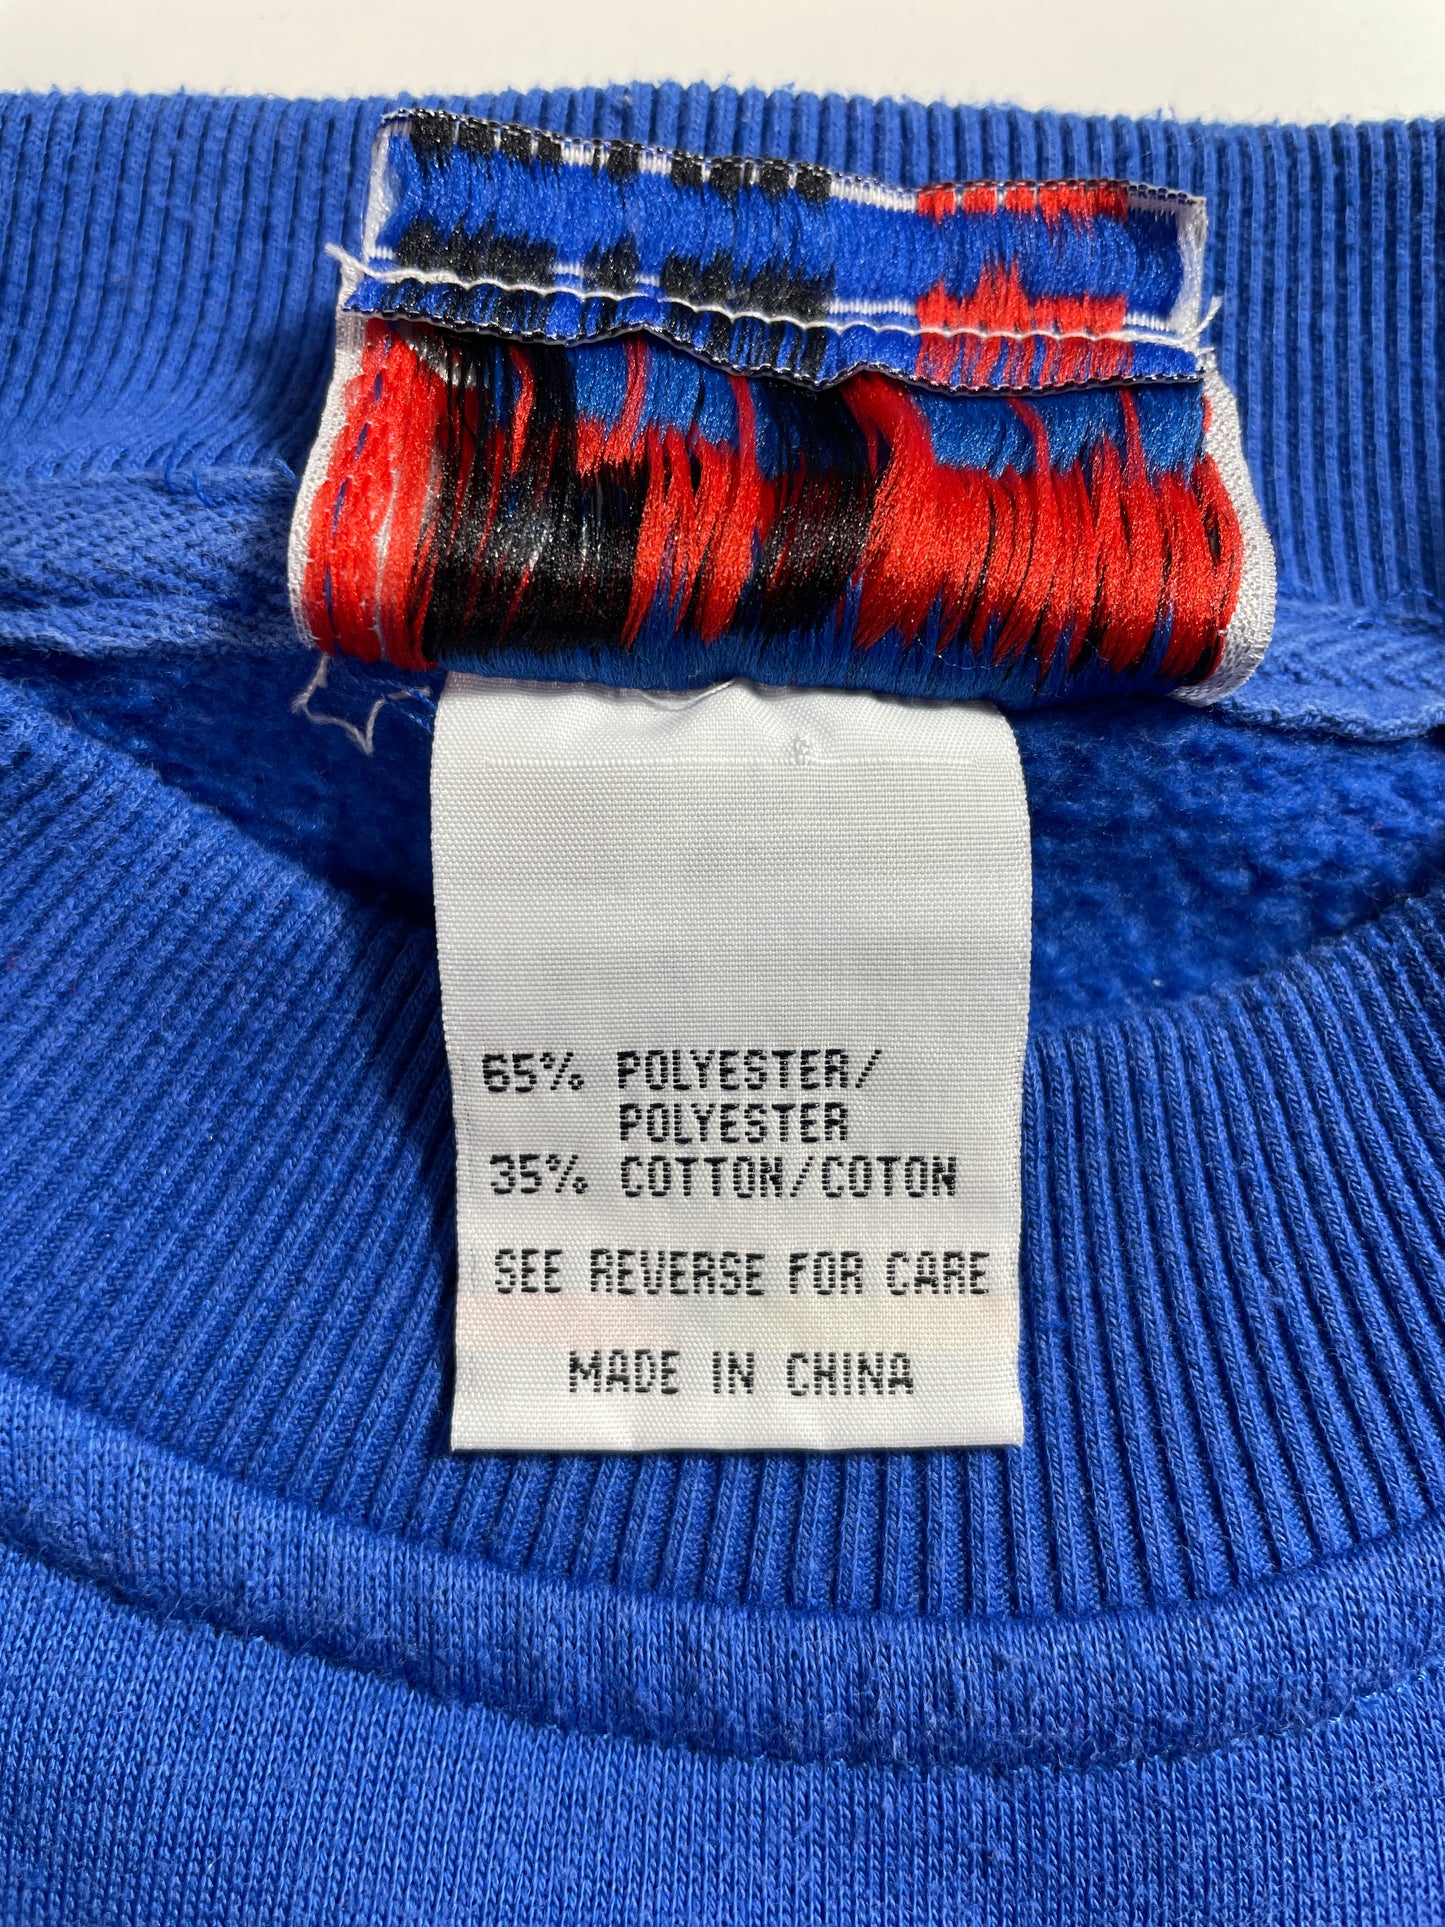 65% POLYESTER/
POLYESTER
35% COTTON/COTON
SEE REVERSE FOR CARE
MADE IN CHINA